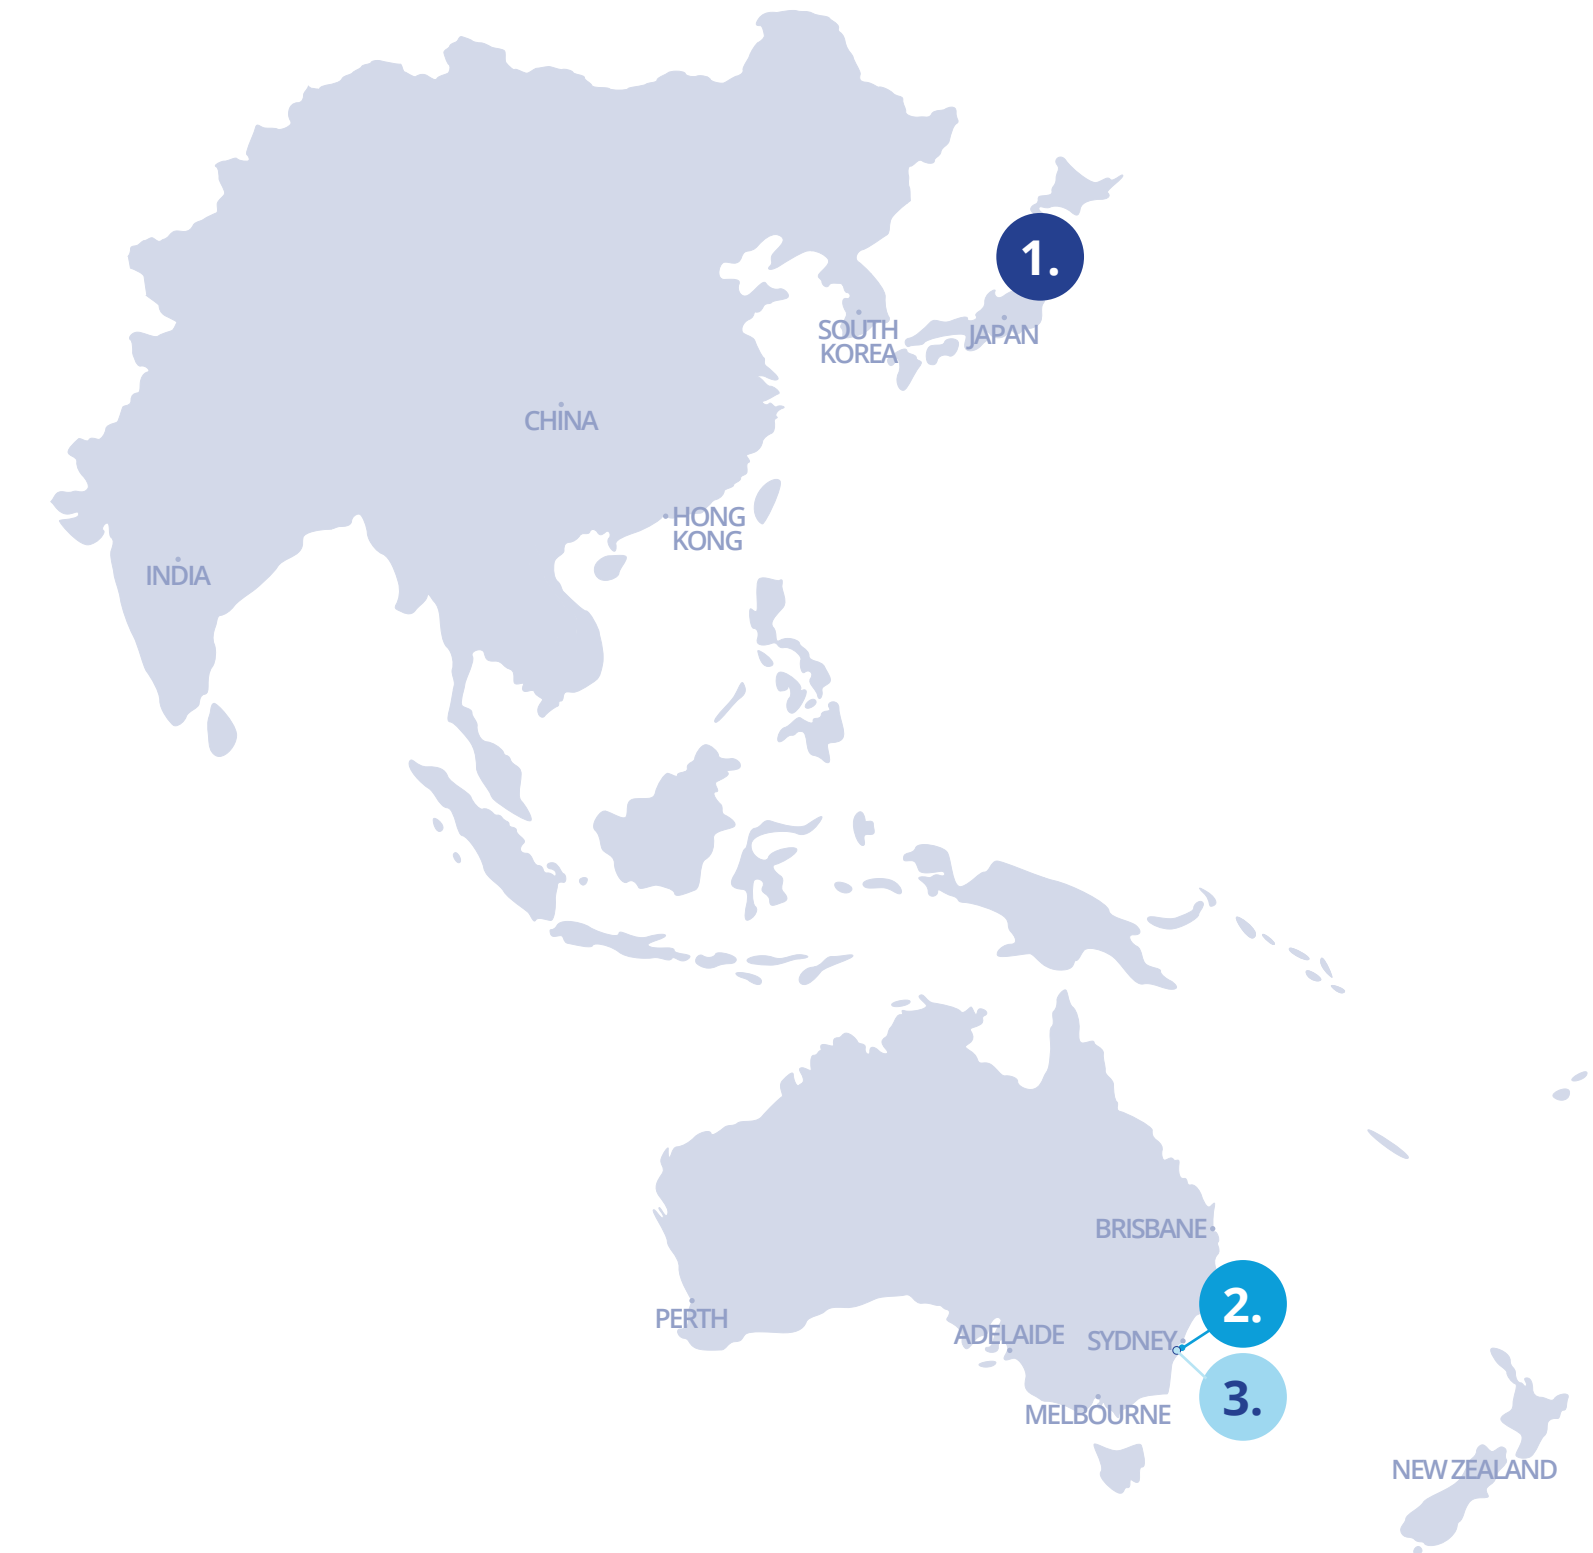 1.
SOUTH
KOREA
JAPAN
CHINA
HONG
KONG
INDIA
BRISBANE
2.
PERTH
ADELAIDE
SYDNEY
3.
MELBOURNE
NEW ZEALAND